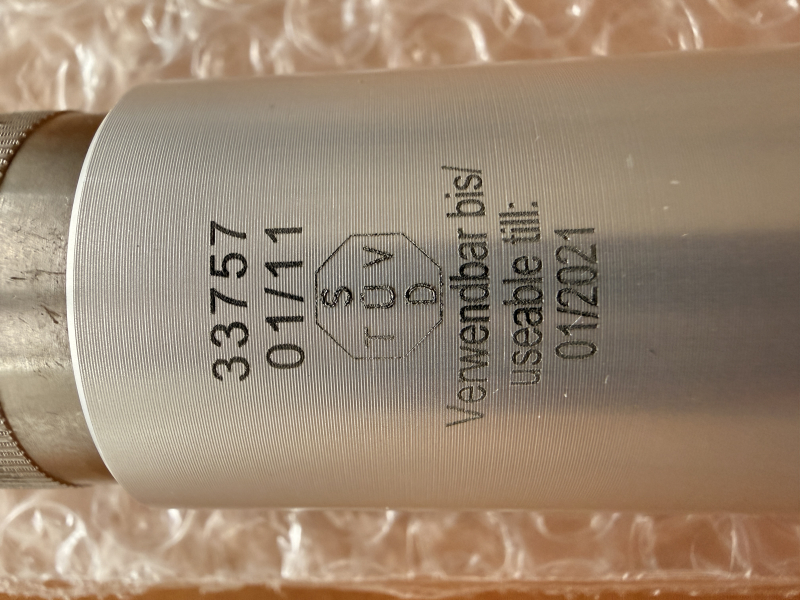 33757
01/11
S
TÜV
D
Verwendbar bis/
useable till:
01/2021